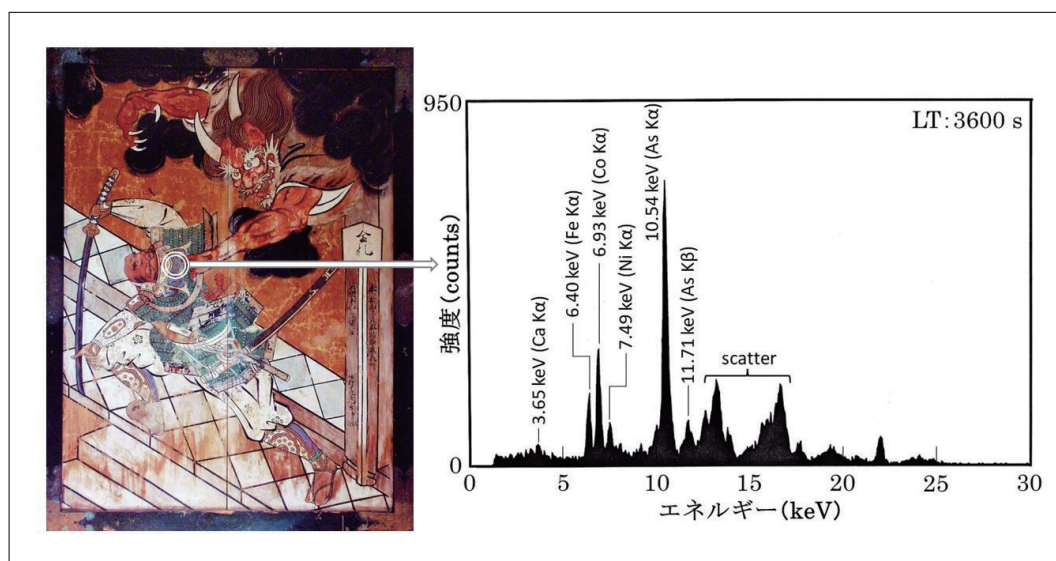 金札
950
LT: 3600 s
強度 (counts)
3.65 keV (Ca Kα)
6.40 keV (Fe Kα)
6.93 keV (Co Kα)
7.49 keV (Ni Kα)
10.54 keV (As Kα)
11.71 keV (As Kβ)
scatter
0
0
5
10
15
20
25
30
エネルギー(keV)